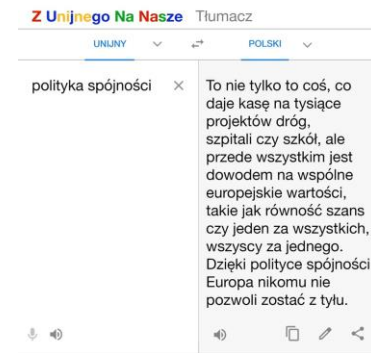 Z Unijnego Na Nasze Tłumacz
UNIJNY
POLSKI
polityka spójności
To nie tylko to coś, co
daje kasę na tysiące
projektów dróg,
szpitali czy szkół, ale
przede wszystkim jest
dowodem na wspólne
europejskie wartości,
takie jak równość szans
czy jeden za wszystkich,
wszyscy za jednego.
Dzięki polityce spójności
Europa nikomu nie
pozwoli zostać z tyłu.